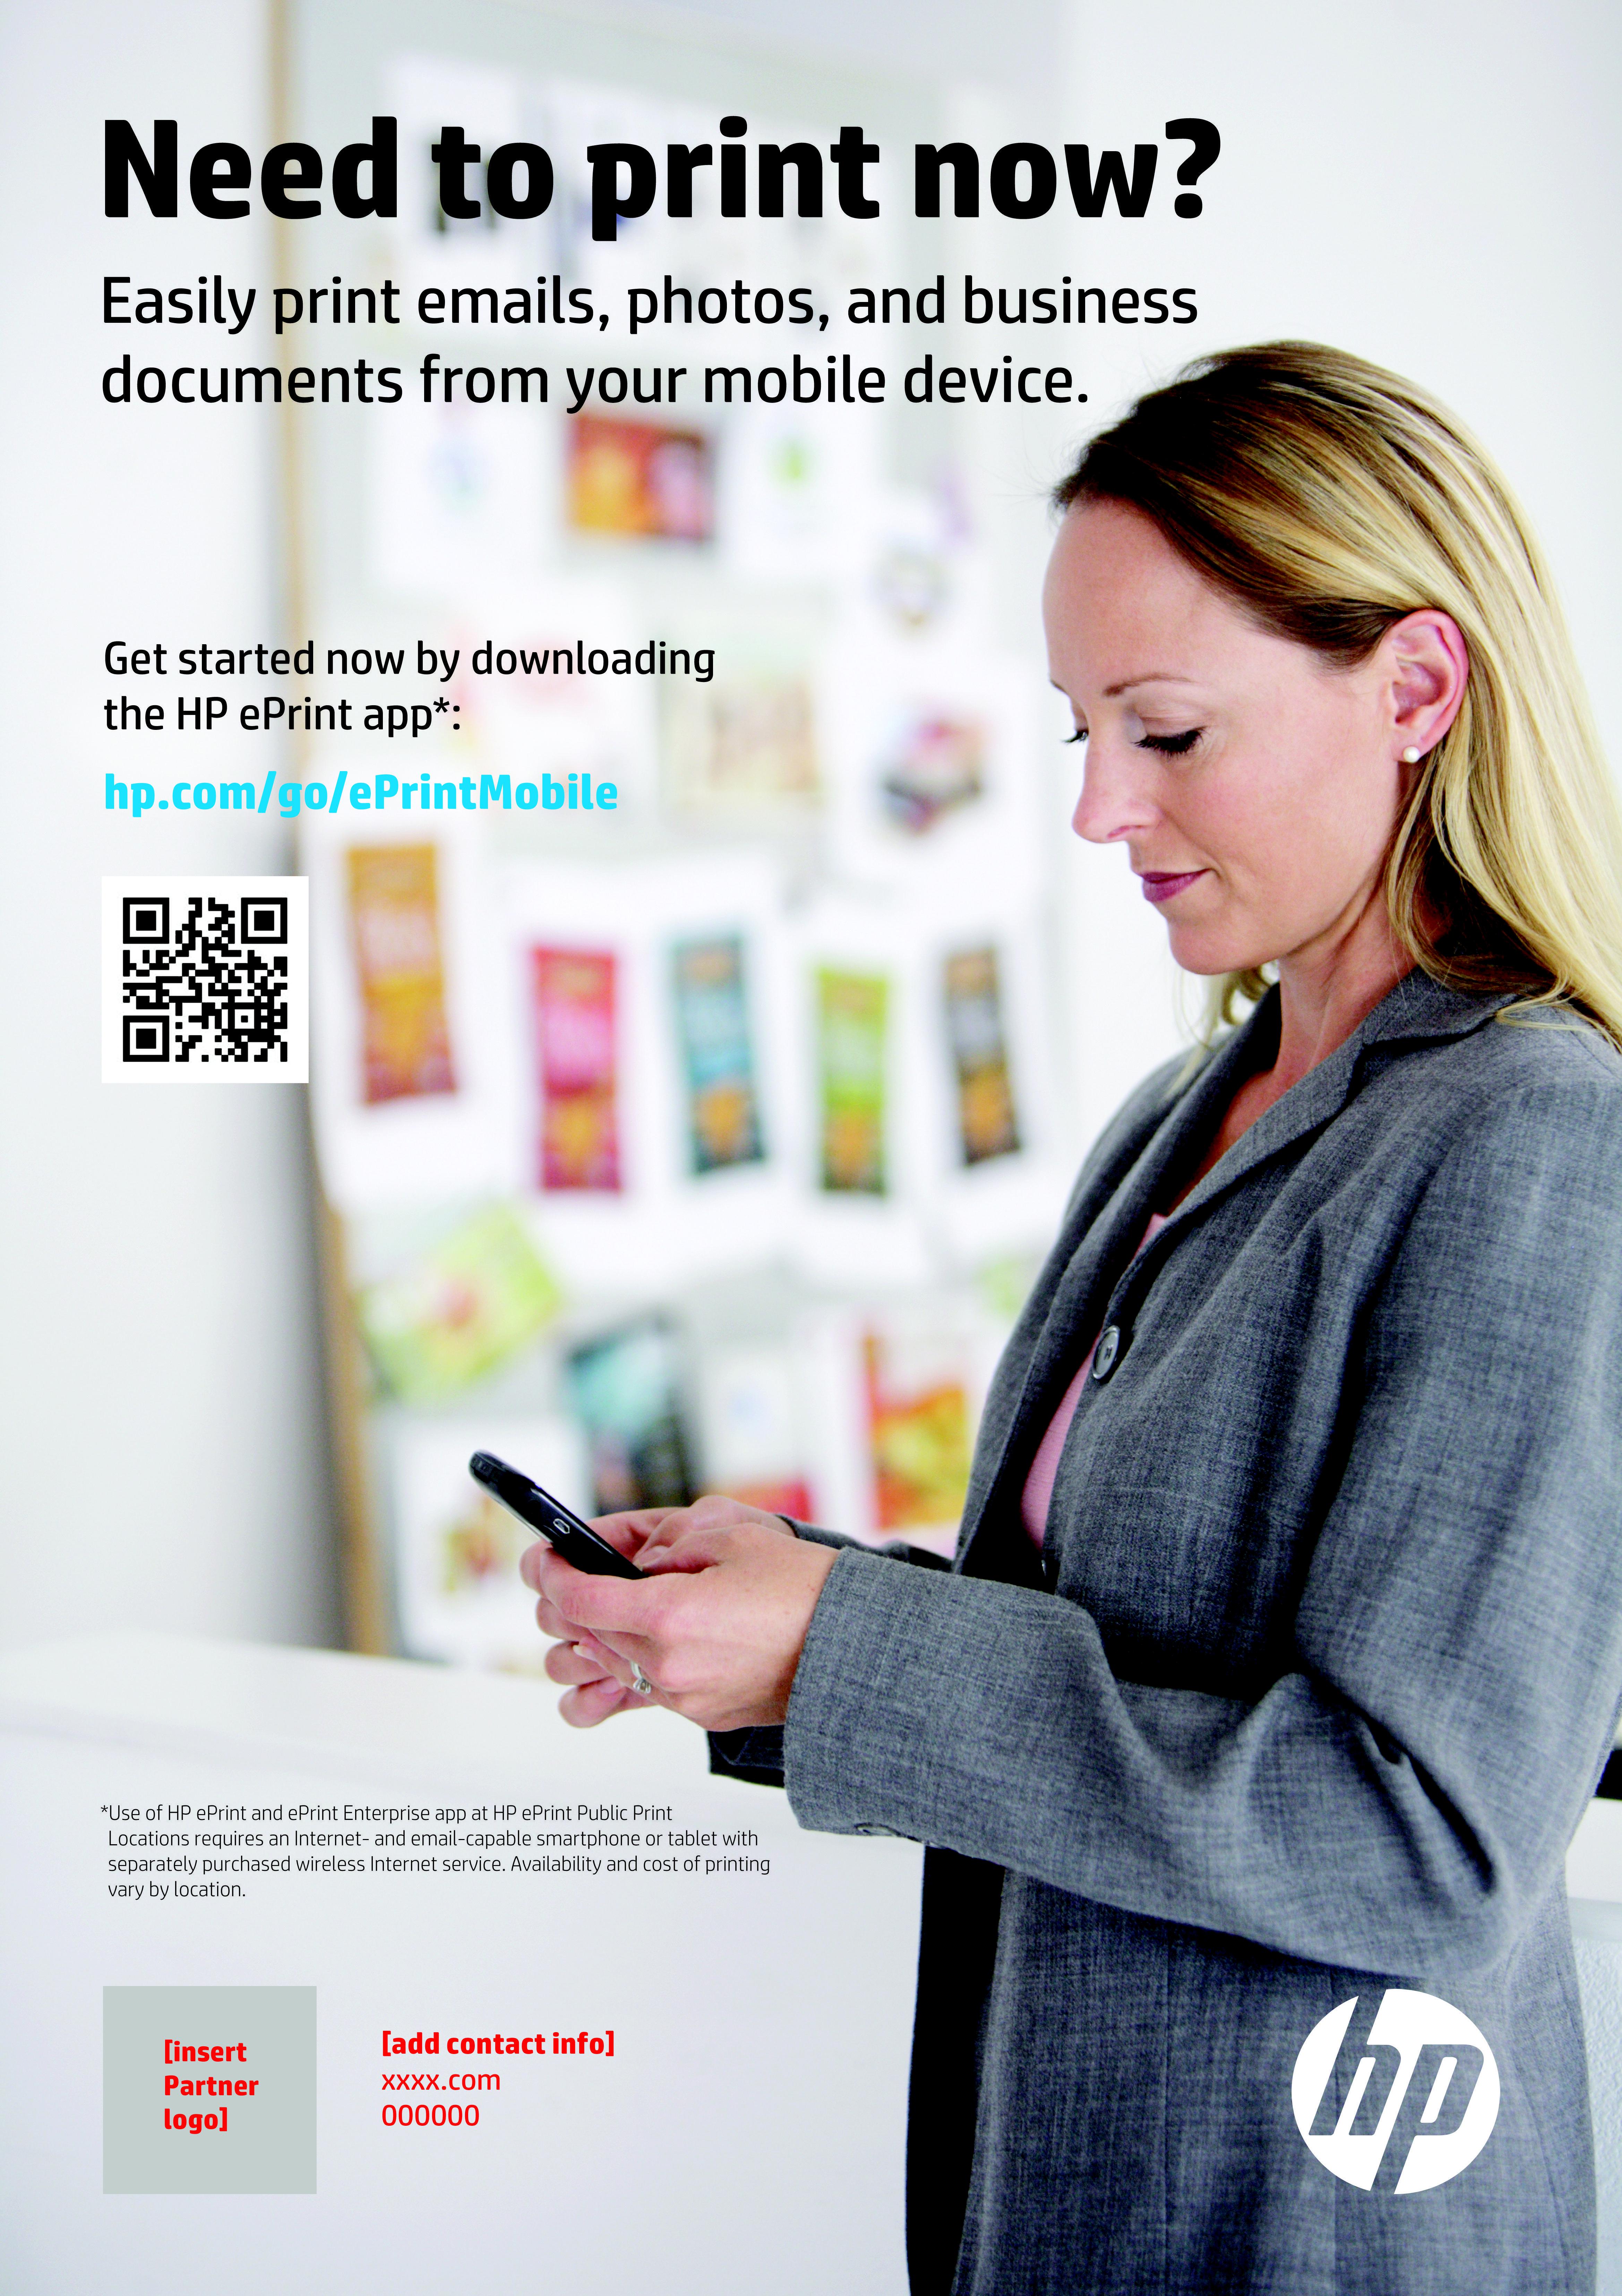 Need to print now?
Easily print emails, photos, and business
documents from your mobile device.
Get started now by downloading
the HP ePrint app*:
hp.com/go/ePrintMobile
*Use of HP ePrint and ePrint Enterprise app at HP ePrint Public Print
Locations requires an Internet- and email-capable smartphone or tablet with
separately purchased wireless Internet service. Availability and cost of printing
vary by location.
[insert
Partner
logo]
[add contact info]
xxxx.com
000000
hp